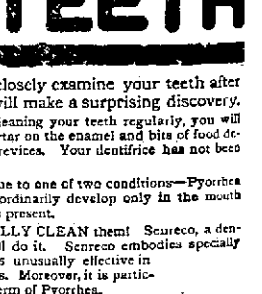 TEETH
closely examine your teeth after
will make a surprising discovery.
leaning your teeth regularly, you will
rtar on the enamel and bits of food de-
revices. Your dentifrice has not been
ue to one of two conditions—Pyorrhea
ordinarily develop only in the mouth
s present.
LLY CLEAN them! Senreco, a den-
l do it. Senreco embodies specially
s unusually effective in
s. Moreover, it is partic-
erm of Pyorrhea.